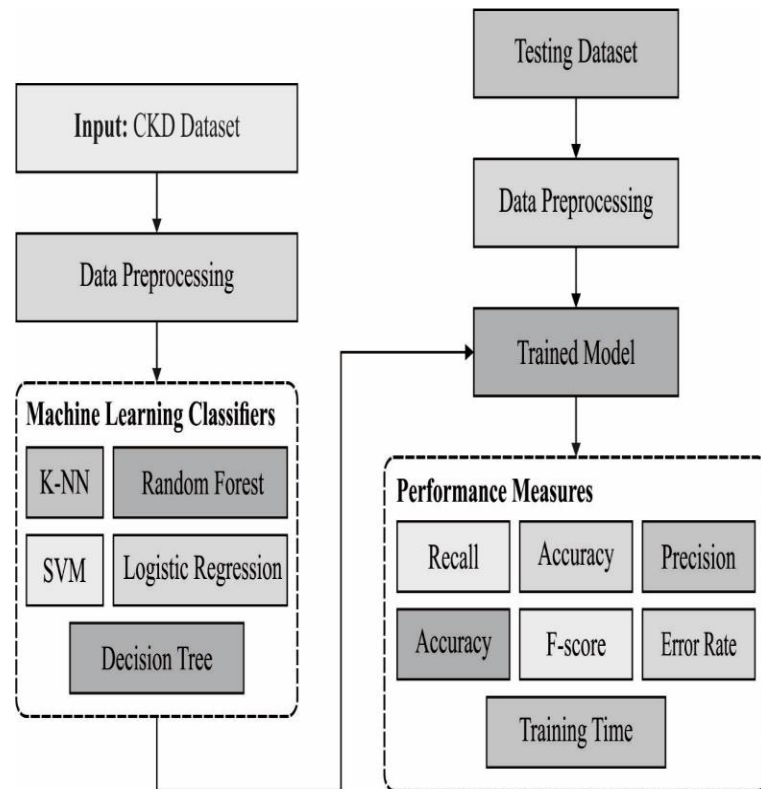 Input: CKD Dataset
Data Preprocessing
Machine Learning Classifiers
K-NN
Random Forest
SVM
Logistic Regression
Decision Tree
Testing Dataset
Data Preprocessing
Trained Model
Performance Measures
Recall
Accuracy
Precision
Accuracy
F-score
Error Rate
Training Time